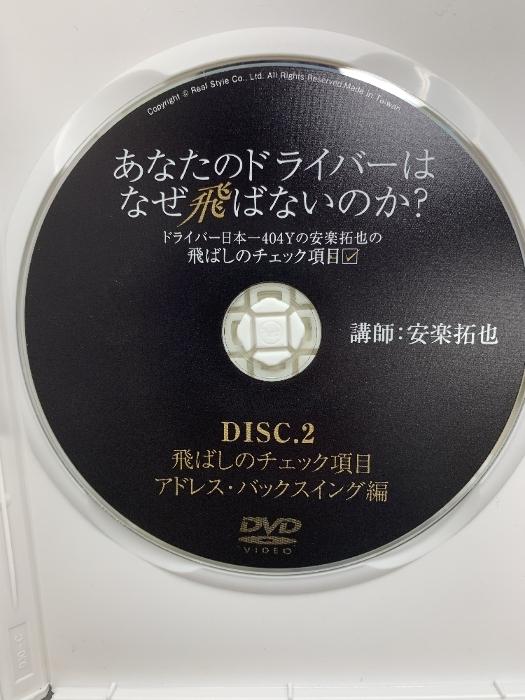 Copyright © Real Style Co., Ltd. All Rights Reserved Made in Taiwan
あなたのドライバーは
なぜ飛ばないのか?
ドライバー日本一404Yの安楽拓也の
飛ばしのチェック項目☑
講師:安楽拓也
DISC.2
飛ばしのチェック項目
アドレス・バックスイング編
DVD
VIDEO